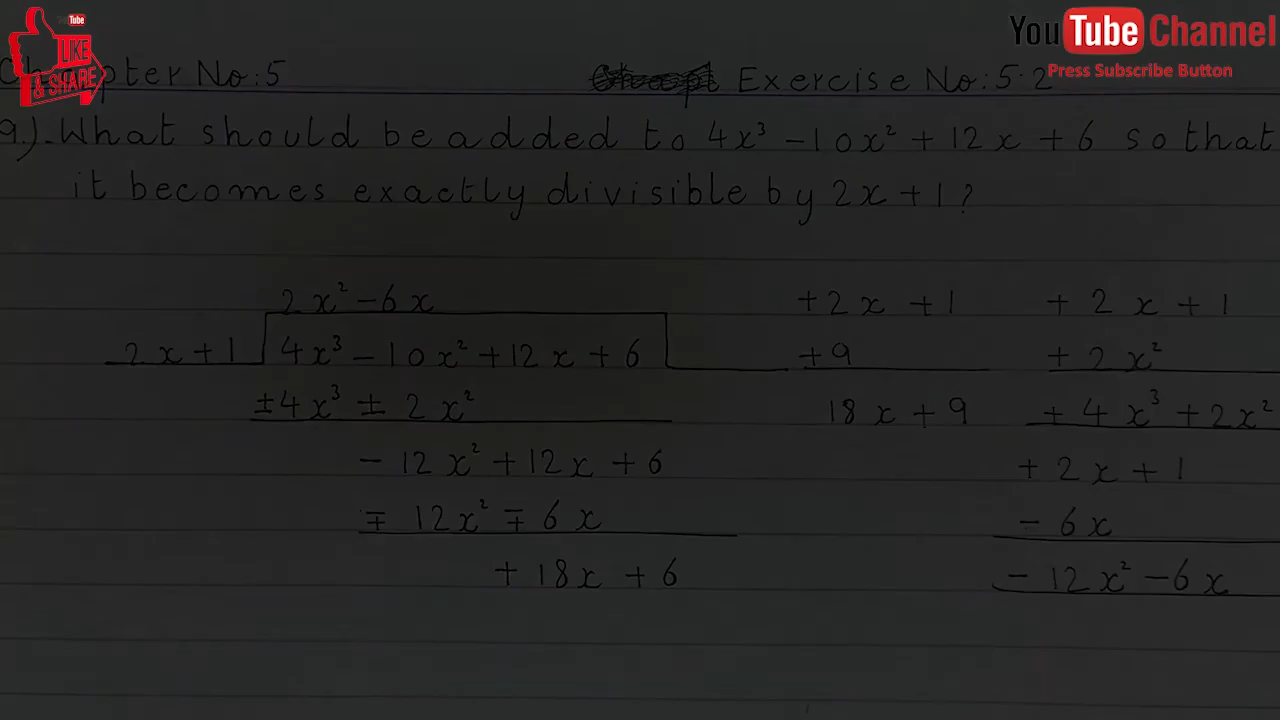 YouTube
LIKE
& SHARE
YouTube Channel
Press Subscribe Button
Chapter No:5 Exercise No:5.2
9.). What should be added to 4x³ -10x² + 12x + 6 so that
it becomes exactly divisible by 2x + 1?
2x² - 6x
2x + 1 4x³ - 10x² + 12x + 6
± 4x³ ± 2x²
- 12x² + 12x + 6
∓ 12x² ∓ 6x
+ 18x + 6
+ 2x + 1
+ 9
18x + 9
+ 2x + 1
+ 2x²
+ 4x³ + 2x²
+ 2x + 1
- 6x
- 12x² - 6x